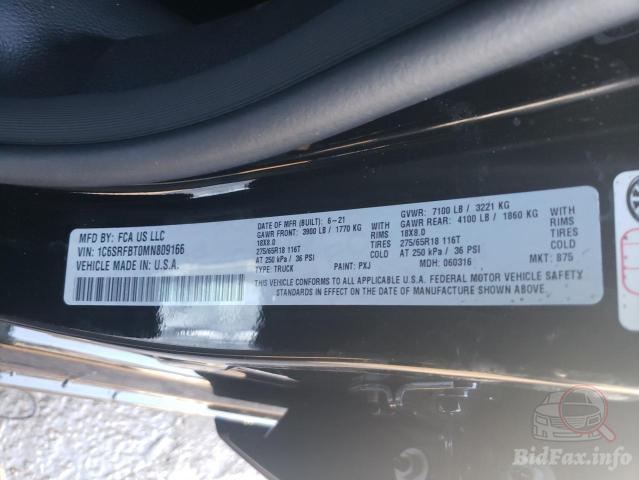 MFD BY: FCA US LLC
VIN: 1C6SRFBT0MN809166
VEHICLE MADE IN: U.S.A.
DATE OF MFR (BUILT): 6-21
GAWR FRONT: 3900 LB / 1770 KG
WITH
18X8.0 RIMS
275/65R18 116T TIRES
AT 250 kPa / 36 PSI COLD
TYPE: TRUCK PAINT: PXJ
GVWR: 7100 LB / 3221 KG
GAWR REAR: 4100 LB / 1860 KG
WITH
18X8.0 RIMS
275/65R18 116T TIRES
AT 250 kPa / 36 PSI COLD
MDH: 060316 MKT: 875
THIS VEHICLE CONFORMS TO ALL APPLICABLE U.S.A. FEDERAL MOTOR VEHICLE SAFETY
STANDARDS IN EFFECT ON THE DATE OF MANUFACTURE SHOWN ABOVE.
BidFax.info